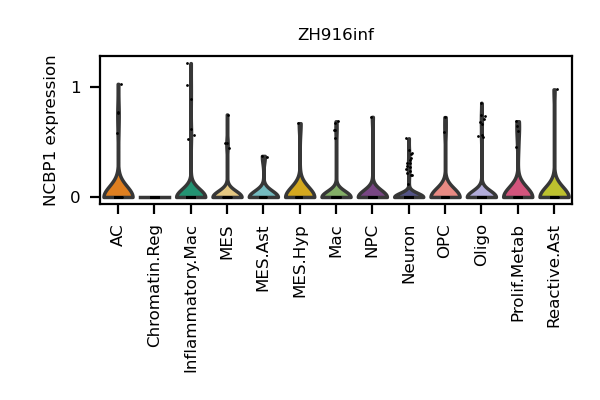 ZH916inf
NCBP1 expression
1
0
AC
Chromatin.Reg
Inflammatory.Mac
MES
MES.Ast
MES.Hyp
Mac
NPC
Neuron
OPC
Oligo
Prolif.Metab
Reactive.Ast